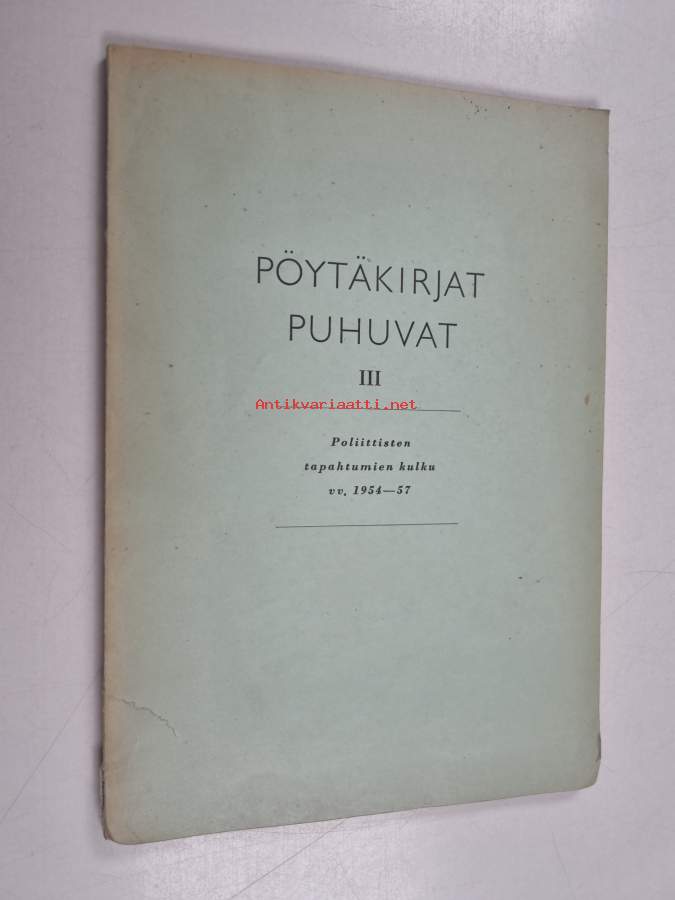 PÖYTÄKIRJAT
PUHUVAT
III
Antikvariaatti.net
Poliittisten
tapahtumien kulku
vv. 1954—57